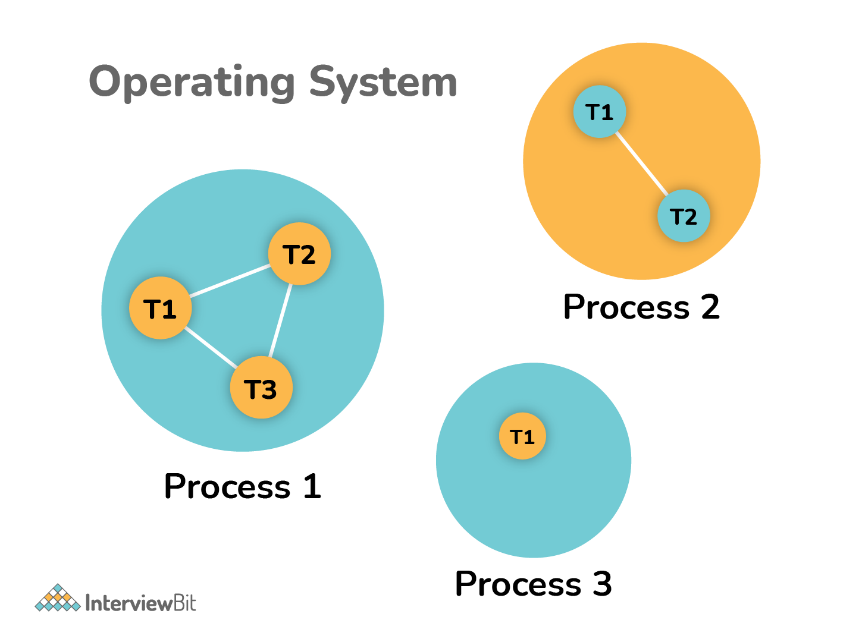 Operating System
T1
T2
Process 2
T2
T1
T3
Process 1
T1
Process 3
InterviewBit